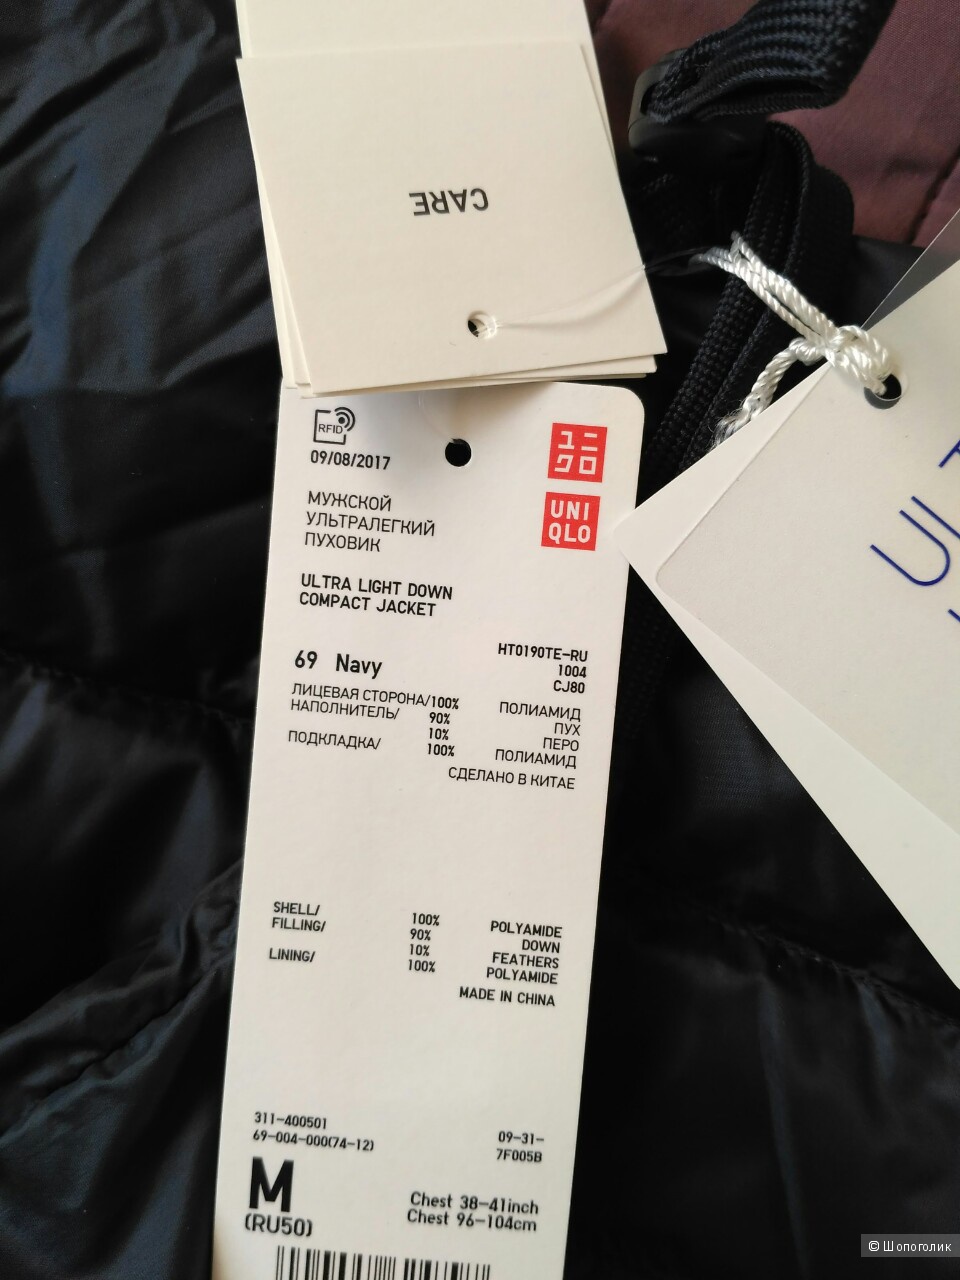 CARE
RFID
09/08/2017
ユニ
クロ
UNI
QLO
МУЖСКОЙ
УЛЬТРАЛЕГКИЙ
ПУХОВИК
ULTRA LIGHT DOWN
COMPACT JACKET
HT0190TE-RU
1004
CJ80
69 Navy
ЛИЦЕВАЯ СТОРОНА/100% ПОЛИАМИД
НАПОЛНИТЕЛЬ/ 90% ПУХ
10% ПЕРО
ПОДКЛАДКА/ 100% ПОЛИАМИД
СДЕЛАНО В КИТАЕ
SHELL/ 100% POLYAMIDE
FILLING/ 90% DOWN
10% FEATHERS
LINING/ 100% POLYAMIDE
MADE IN CHINA
311-400501
69-004-000(74-12)
09-31-
7F005B
M
(RU50)
Chest 38-41inch
Chest 96-104cm
© Шопоголик